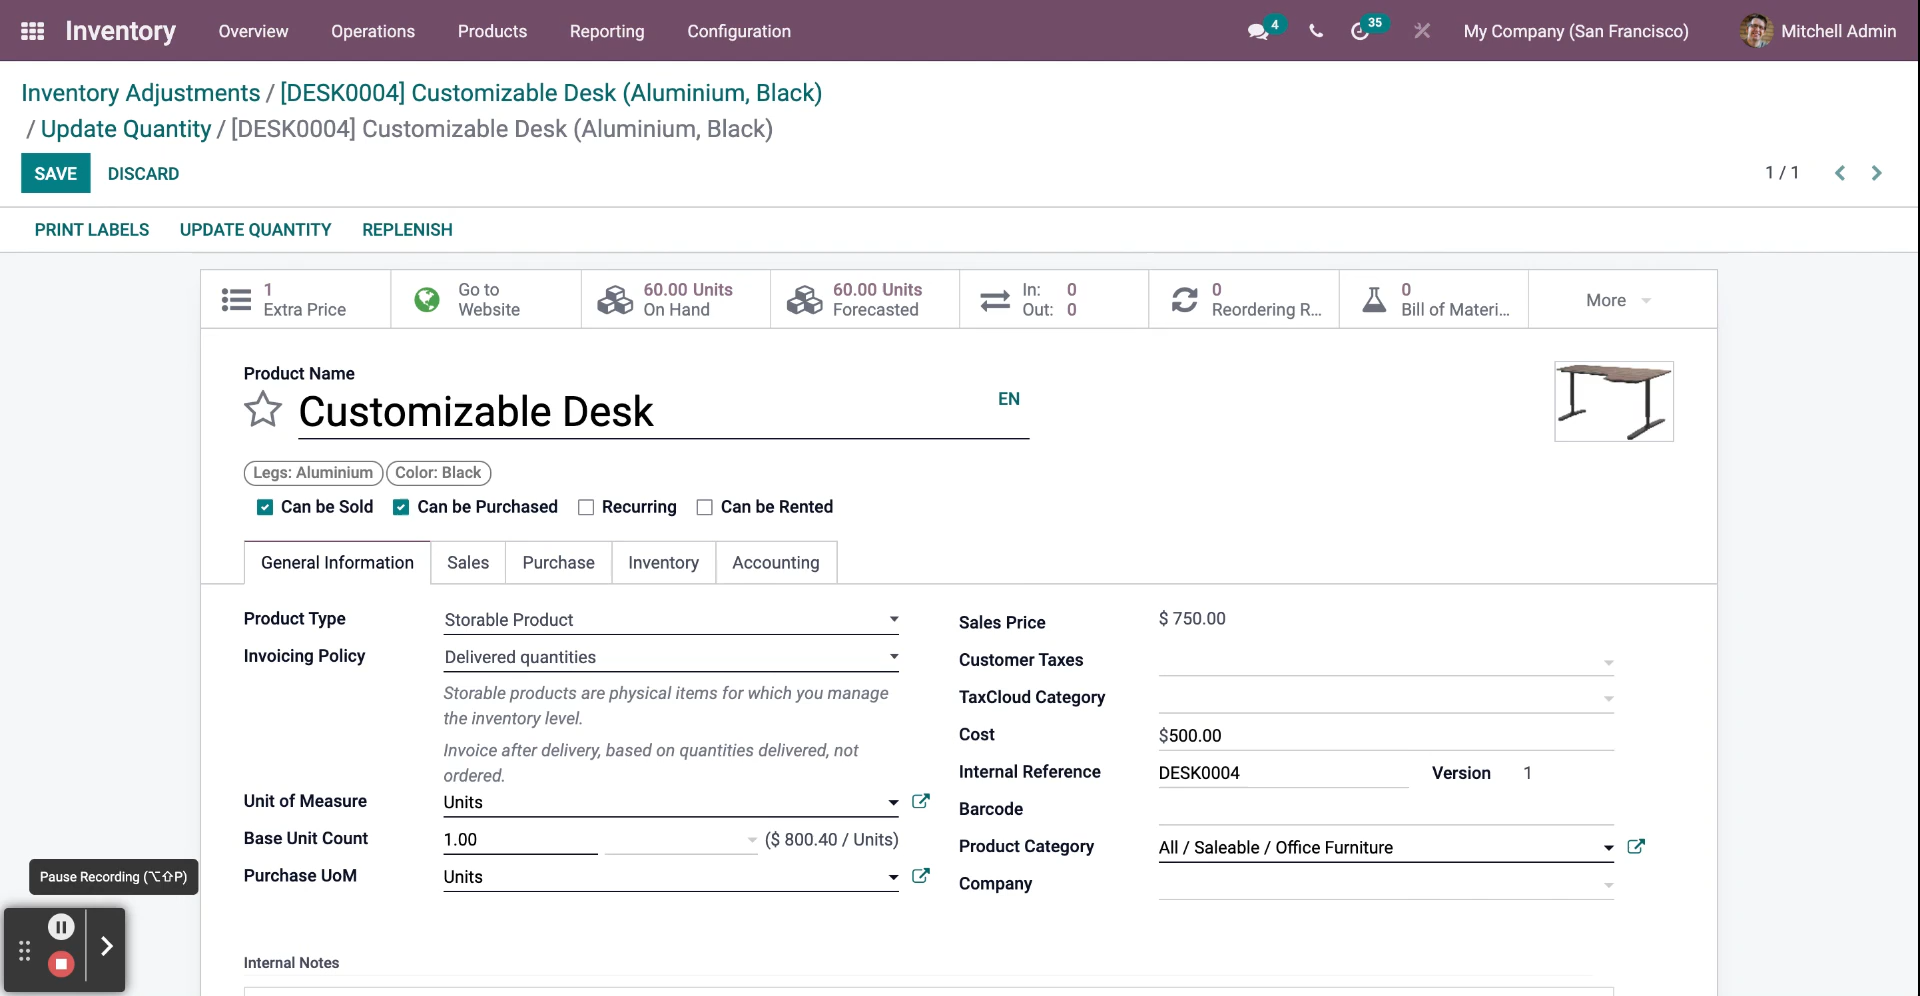 Inventory Overview Operations Products Reporting Configuration 4 35 My Company (San Francisco) Mitchell Admin
Inventory Adjustments / [DESK0004] Customizable Desk (Aluminium, Black)
/ Update Quantity / [DESK0004] Customizable Desk (Aluminium, Black)
SAVE DISCARD 1 / 1
PRINT LABELS UPDATE QUANTITY REPLENISH
1 Extra Price
Go to Website
60.00 Units On Hand
60.00 Units Forecasted
In: 0
Out: 0
0 Reordering R...
0 Bill of Materi...
More
Product Name
Customizable Desk EN
Legs: Aluminium Color: Black
Can be Sold Can be Purchased Recurring Can be Rented
General Information Sales Purchase Inventory Accounting
Product Type Storable Product
Invoicing Policy Delivered quantities
Storable products are physical items for which you manage
the inventory level.
Invoice after delivery, based on quantities delivered, not
ordered.
Unit of Measure Units
Base Unit Count 1.00 ($ 800.40 / Units)
Purchase UoM Units
Sales Price $ 750.00
Customer Taxes
TaxCloud Category
Cost $500.00
Internal Reference DESK0004 Version 1
Barcode
Product Category All / Saleable / Office Furniture
Company
Pause Recording (⌥⇧P)
Internal Notes